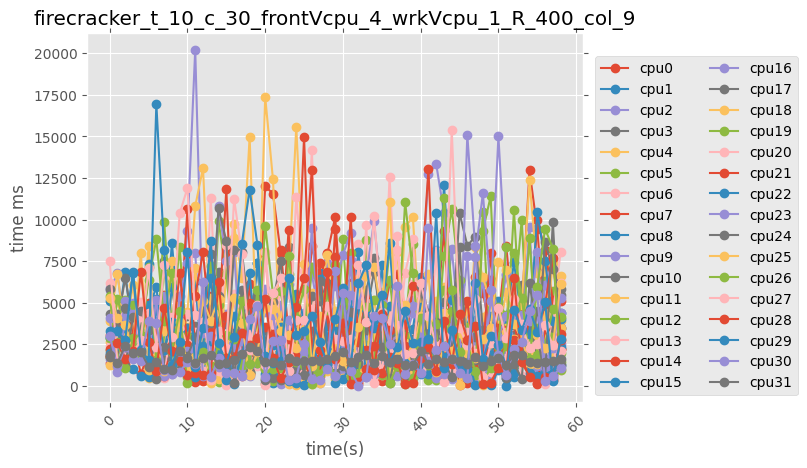 firecracker_t_10_c_30_frontVcpu_4_wrkVcpu_1_R_400_col_9
20000
17500
15000
12500
10000
7500
5000
2500
0
time ms
0
10
20
30
40
50
60
time(s)
cpu0
cpu1
cpu2
cpu3
cpu4
cpu5
cpu6
cpu7
cpu8
cpu9
cpu10
cpu11
cpu12
cpu13
cpu14
cpu15
cpu16
cpu17
cpu18
cpu19
cpu20
cpu21
cpu22
cpu23
cpu24
cpu25
cpu26
cpu27
cpu28
cpu29
cpu30
cpu31